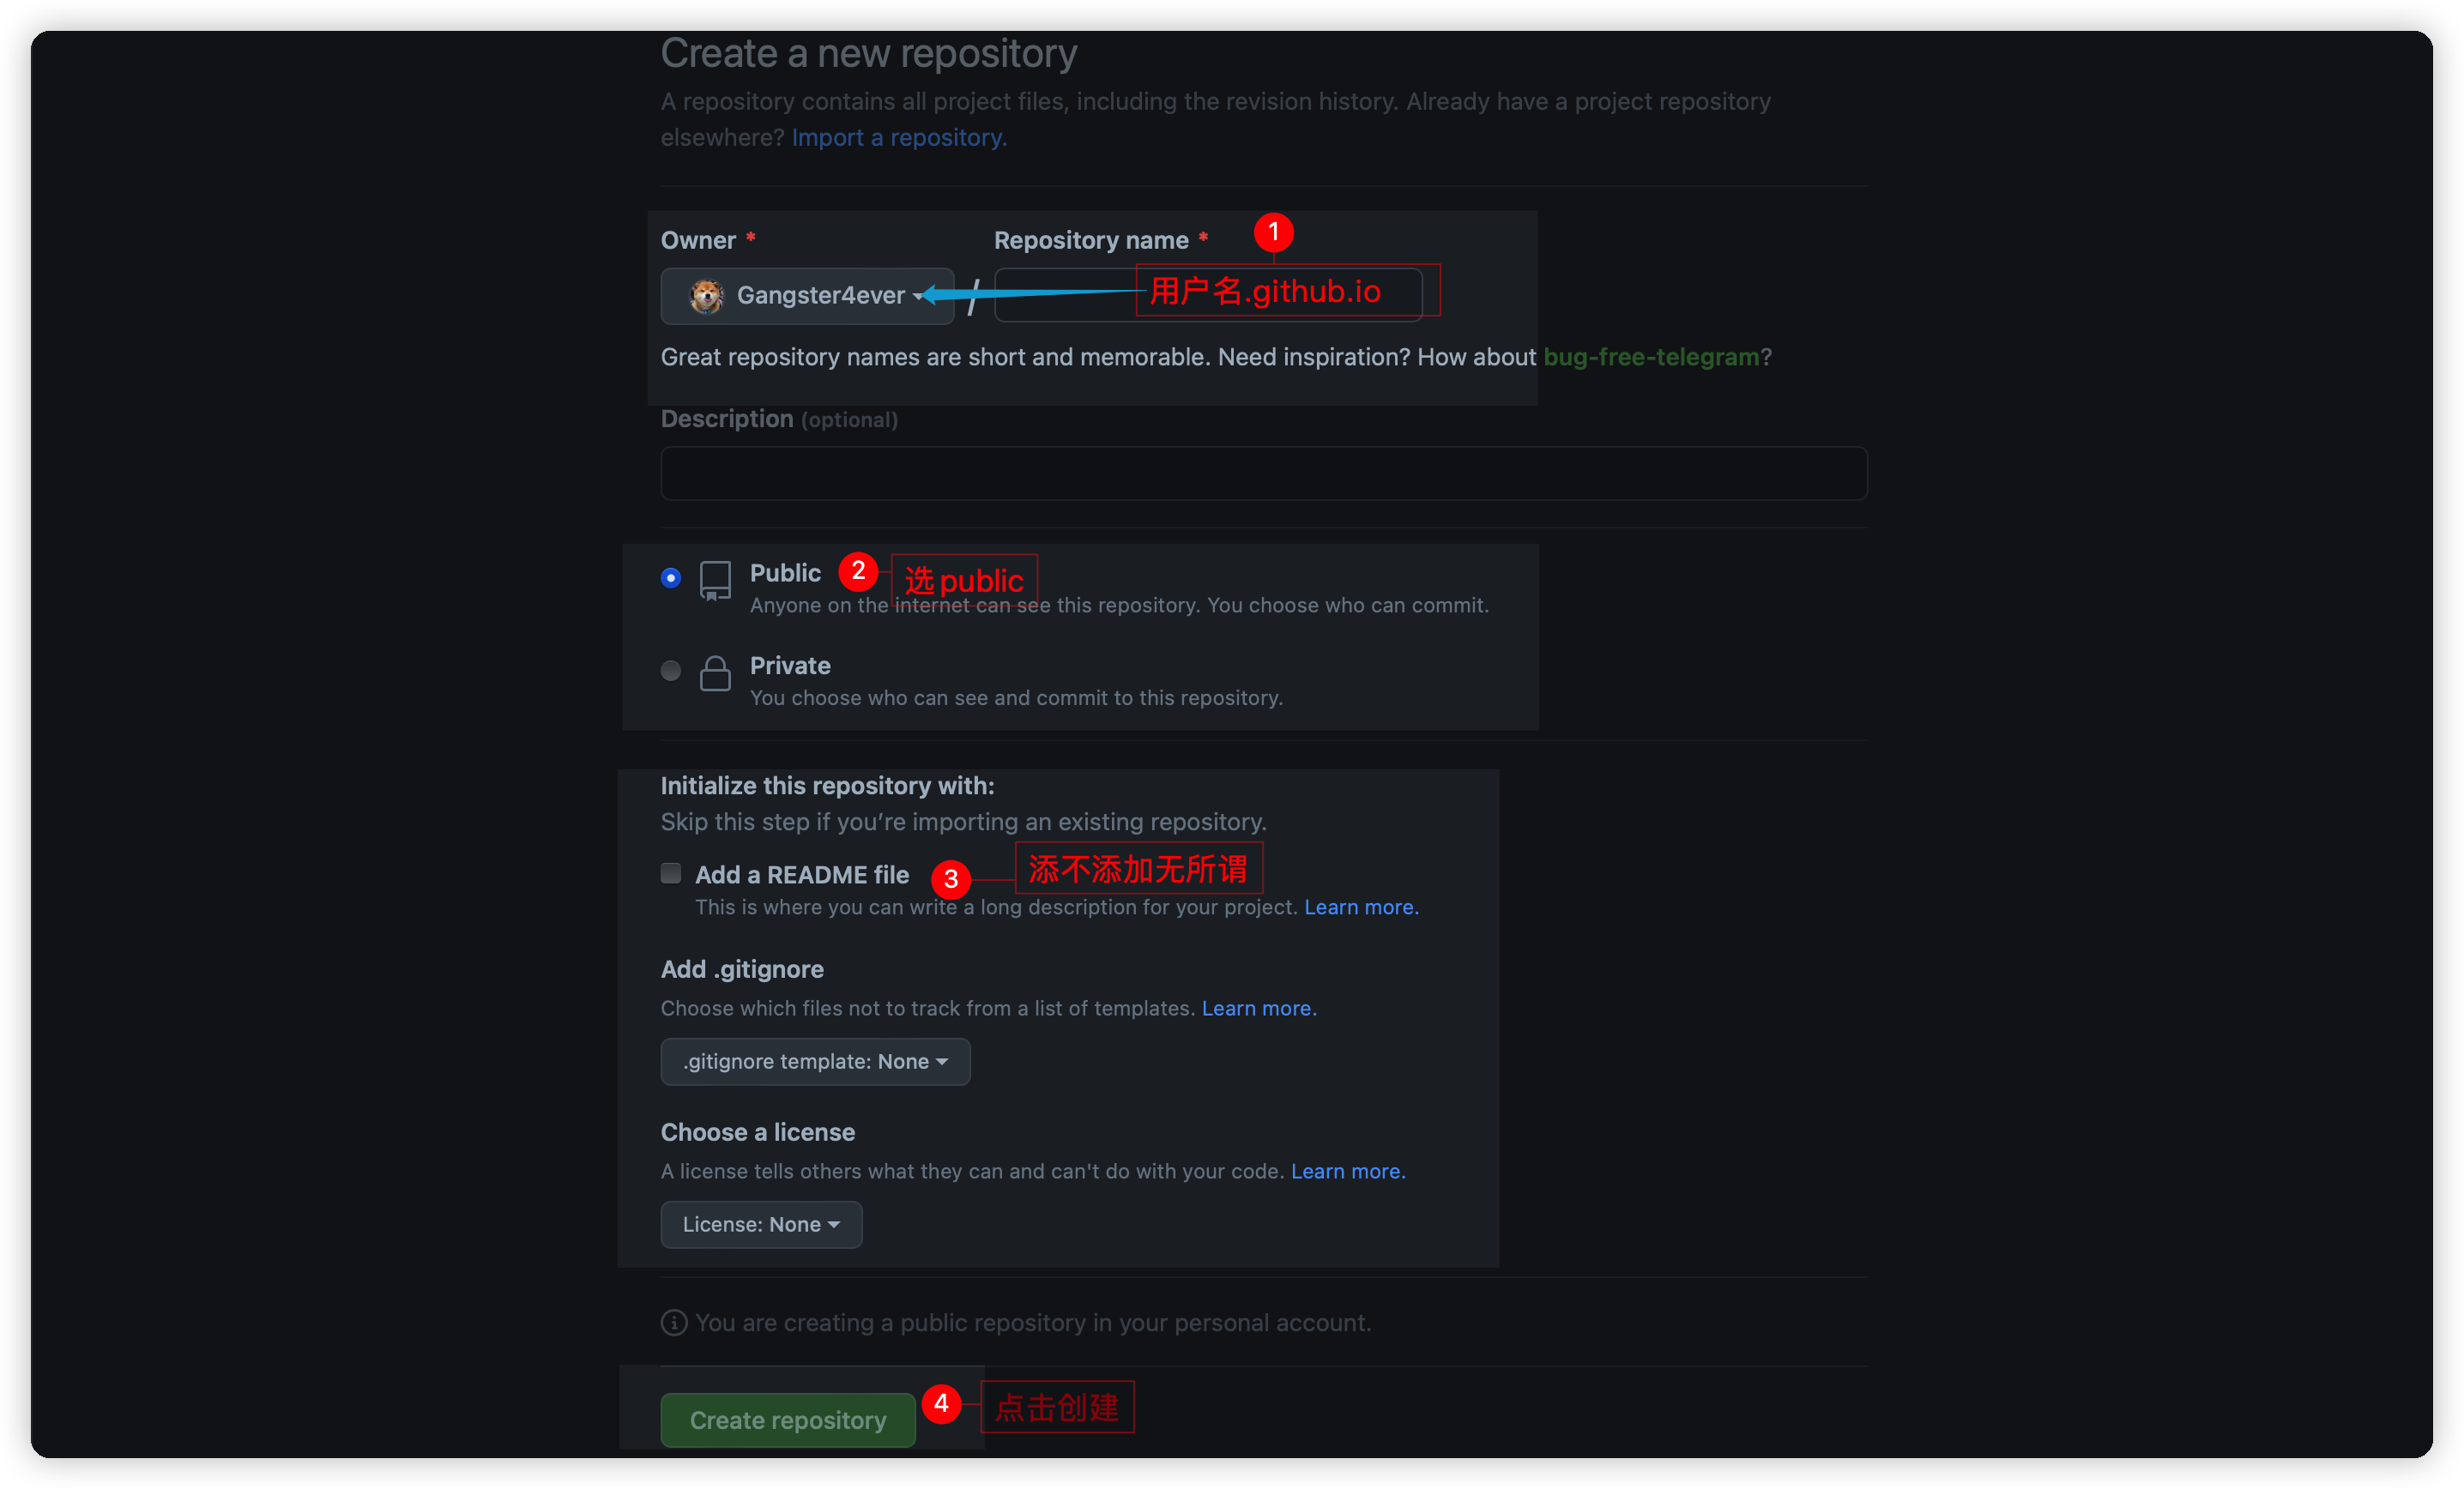 Create a new repository
A repository contains all project files, including the revision history. Already have a project repository
elsewhere? Import a repository.
Owner *
Repository name *
1
Gangster4ever
/
用户名.github.io
Great repository names are short and memorable. Need inspiration? How about bug-free-telegram?
Description (optional)
Public
2
选public
Anyone on the internet can see this repository. You choose who can commit.
Private
You choose who can see and commit to this repository.
Initialize this repository with:
Skip this step if you’re importing an existing repository.
Add a README file
3
添不添加无所谓
This is where you can write a long description for your project. Learn more.
Add .gitignore
Choose which files not to track from a list of templates. Learn more.
.gitignore template: None
Choose a license
A license tells others what they can and can't do with your code. Learn more.
License: None
You are creating a public repository in your personal account.
Create repository
4
点击创建